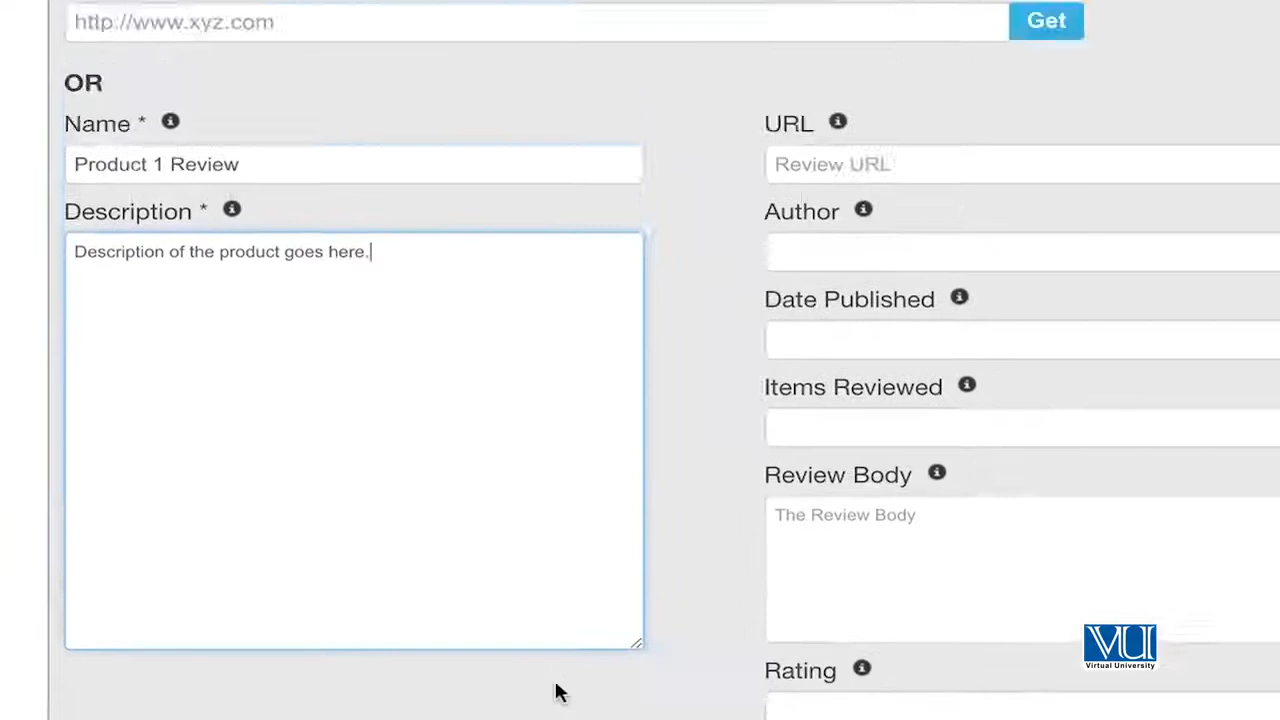 http://www.xyz.com
Get
OR
Name *
Product 1 Review
Description *
Description of the product goes here.
URL
Review URL
Author
Date Published
Items Reviewed
Review Body
The Review Body
Rating
VU
Virtual University